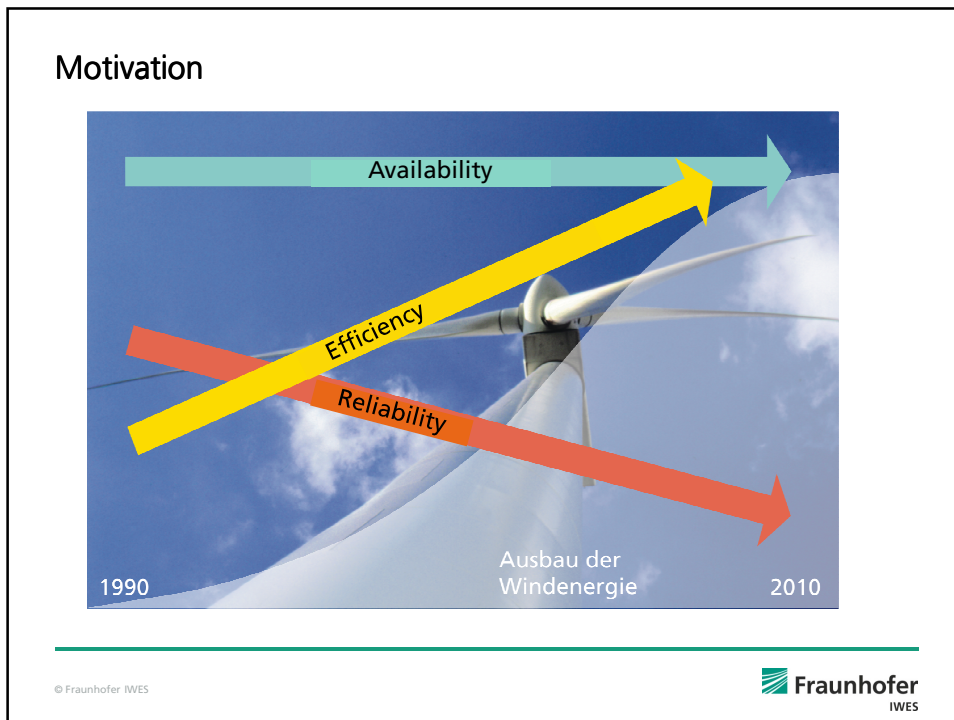 Motivation
Availability
Efficiency
Reliability
Ausbau der
Windenergie
1990
2010
© Fraunhofer IWES
Fraunhofer
IWES